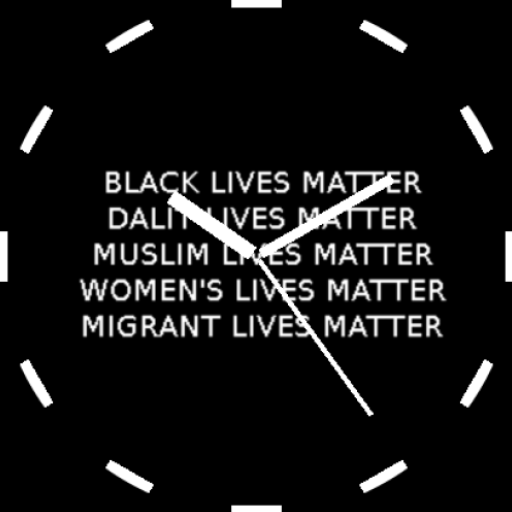 BLACK LIVES MATTER
DALIT LIVES MATTER
MUSLIM LIVES MATTER
WOMEN'S LIVES MATTER
MIGRANT LIVES MATTER